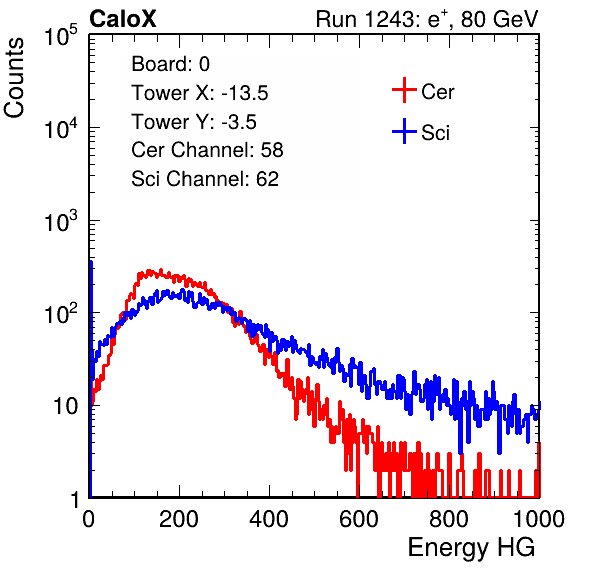 CaloX Run 1243: e⁺, 80 GeV
Board: 0
Tower X: -13.5
Tower Y: -3.5
Cer Channel: 58
Sci Channel: 62
Cer
Sci
Counts
10⁵
10⁴
10³
10²
10
1
0 200 400 600 800 1000
Energy HG